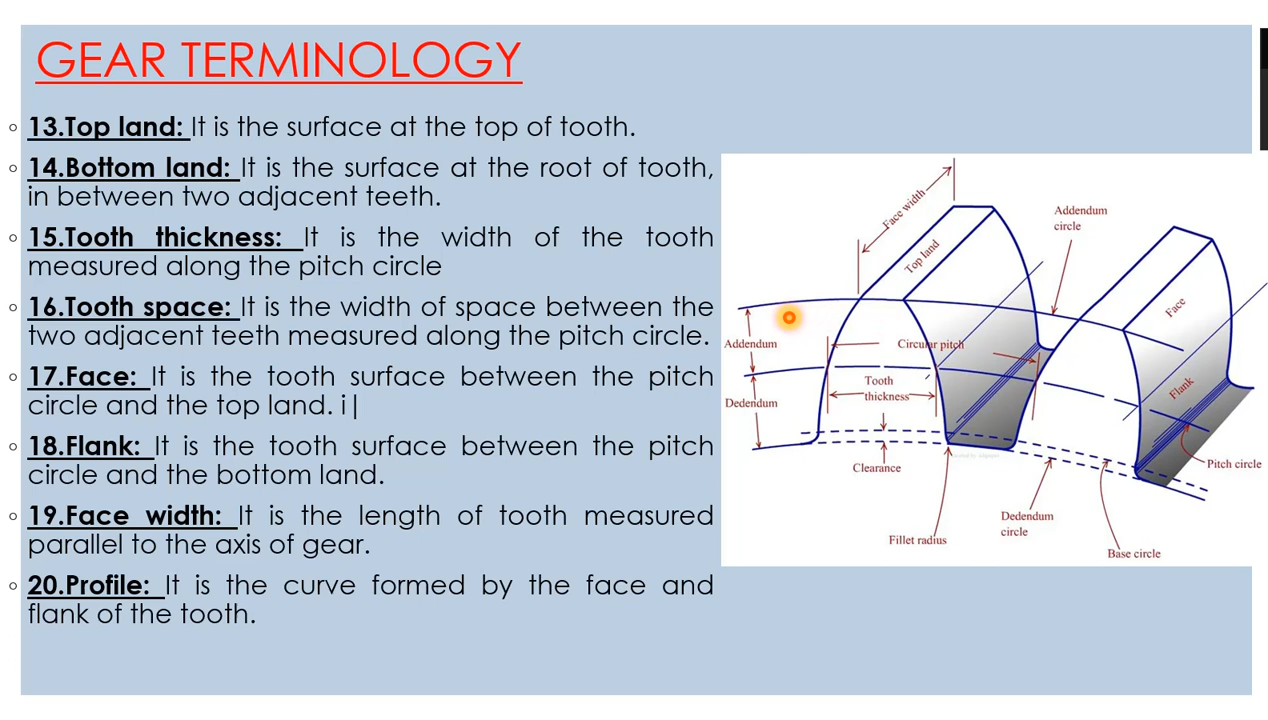 GEAR TERMINOLOGY
13.Top land: It is the surface at the top of tooth.
14.Bottom land: It is the surface at the root of tooth,
in between two adjacent teeth.
15.Tooth thickness: It is the width of the tooth
measured along the pitch circle
16.Tooth space: It is the width of space between the
two adjacent teeth measured along the pitch circle.
17.Face: It is the tooth surface between the pitch
circle and the top land. i|
18.Flank: It is the tooth surface between the pitch
circle and the bottom land.
19.Face width: It is the length of tooth measured
parallel to the axis of gear.
20.Profile: It is the curve formed by the face and
flank of the tooth.
Face width
Top land
Addendum
circle
Face
Addendum
Circular pitch
Tooth
thickness
Dedendum
Flank
Clearance
Pitch circle
Fillet radius
Dedendum
circle
Base circle